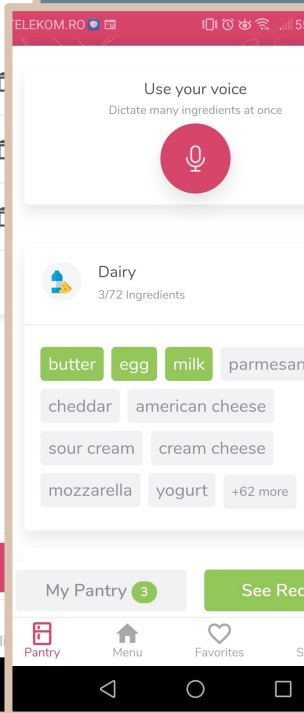 TELEKOM.RO
Use your voice
Dictate many ingredients at once
Dairy
3/72 Ingredients
butter egg milk parmesan
cheddar american cheese
sour cream cream cheese
mozzarella yogurt +62 more
My Pantry 3 See Rec
Pantry Menu Favorites S